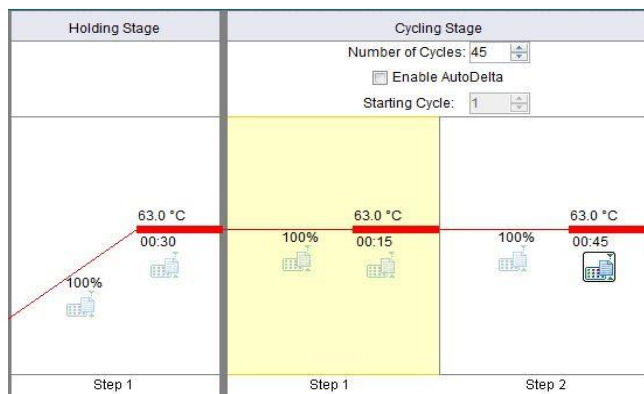 Holding Stage
Cycling Stage
Number of Cycles: 45
Enable AutoDelta
Starting Cycle: 1
63.0 °C
00:30
100%
63.0 °C
100%
00:15
63.0 °C
100%
00:45
Step 1
Step 1
Step 2